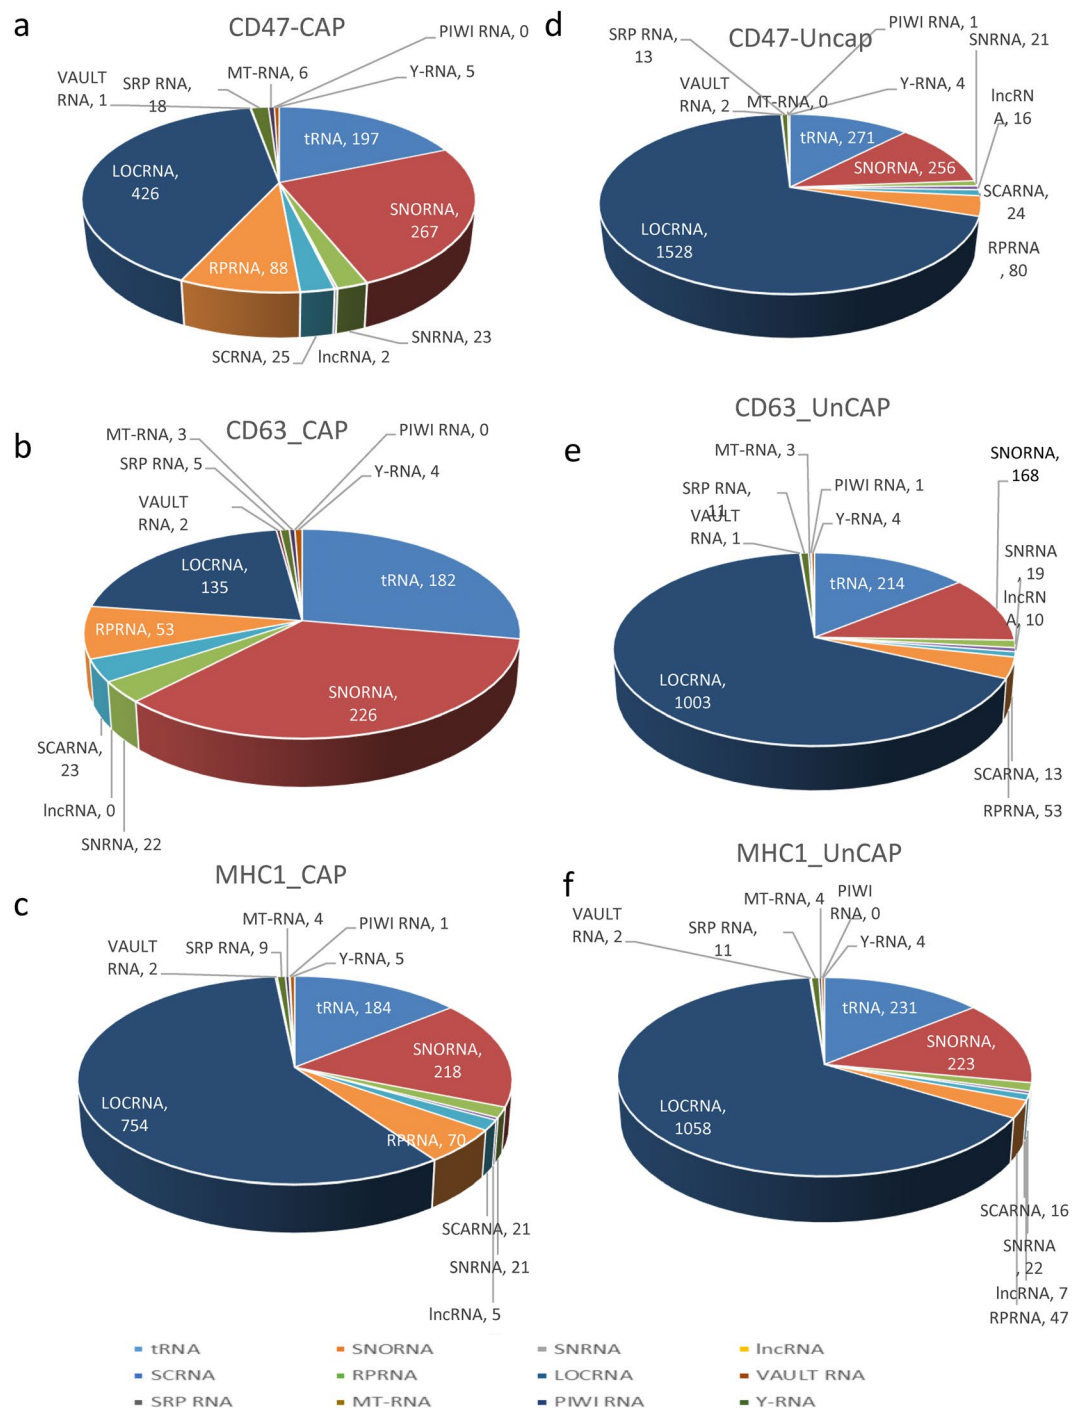 a
CD47-CAP
PIWI RNA, 0
VAULT
RNA, 1
SRP RNA,
18
MT-RNA, 6
Y-RNA, 5
tRNA, 197
LOCRNA,
426
SNORNA,
267
RPRNA, 88
SCRNA, 25
lncRNA, 2
SNRNA, 23
d
CD47-Uncap
SRP RNA,
13
PIWI RNA, 1
SNRNA, 21
VAULT
RNA, 2
MT-RNA, 0
Y-RNA, 4
lncRN
A, 16
tRNA, 271
SNORNA, 256
SCARNA,
24
LOCRNA,
1528
RPRNA
, 80
b
CD63_CAP
MT-RNA, 3
PIWI RNA, 0
SRP RNA, 5
Y-RNA, 4
VAULT
RNA, 2
LOCRNA,
135
tRNA, 182
RPRNA, 53
SNORNA,
226
SCARNA,
23
lncRNA, 0
SNRNA, 22
e
CD63_UnCAP
MT-RNA, 3
SNORNA,
168
SRP RNA,
11
PIWI RNA, 1
VAULT
RNA, 1
Y-RNA, 4
SNRNA
, 19
tRNA, 214
lncRN
A, 10
LOCRNA,
1003
SCARNA, 13
RPRNA, 53
c
MHC1_CAP
MT-RNA, 4
PIWI RNA, 1
VAULT
RNA, 2
SRP RNA, 9
Y-RNA, 5
tRNA, 184
SNORNA,
218
LOCRNA,
754
RPRNA, 70
SCARNA, 21
SNRNA, 21
lncRNA, 5
f
MHC1_UnCAP
VAULT
RNA, 2
MT-RNA, 4
PIWI
RNA, 0
SRP RNA,
11
Y-RNA, 4
tRNA, 231
SNORNA,
223
LOCRNA,
1058
SCARNA, 16
SNRNA
, 22
lncRNA, 7
RPRNA, 47
tRNA SNORNA SNRNA lncRNA
SCRNA RPRNA LOCRNA VAULT RNA
SRP RNA MT-RNA PIWI RNA Y-RNA